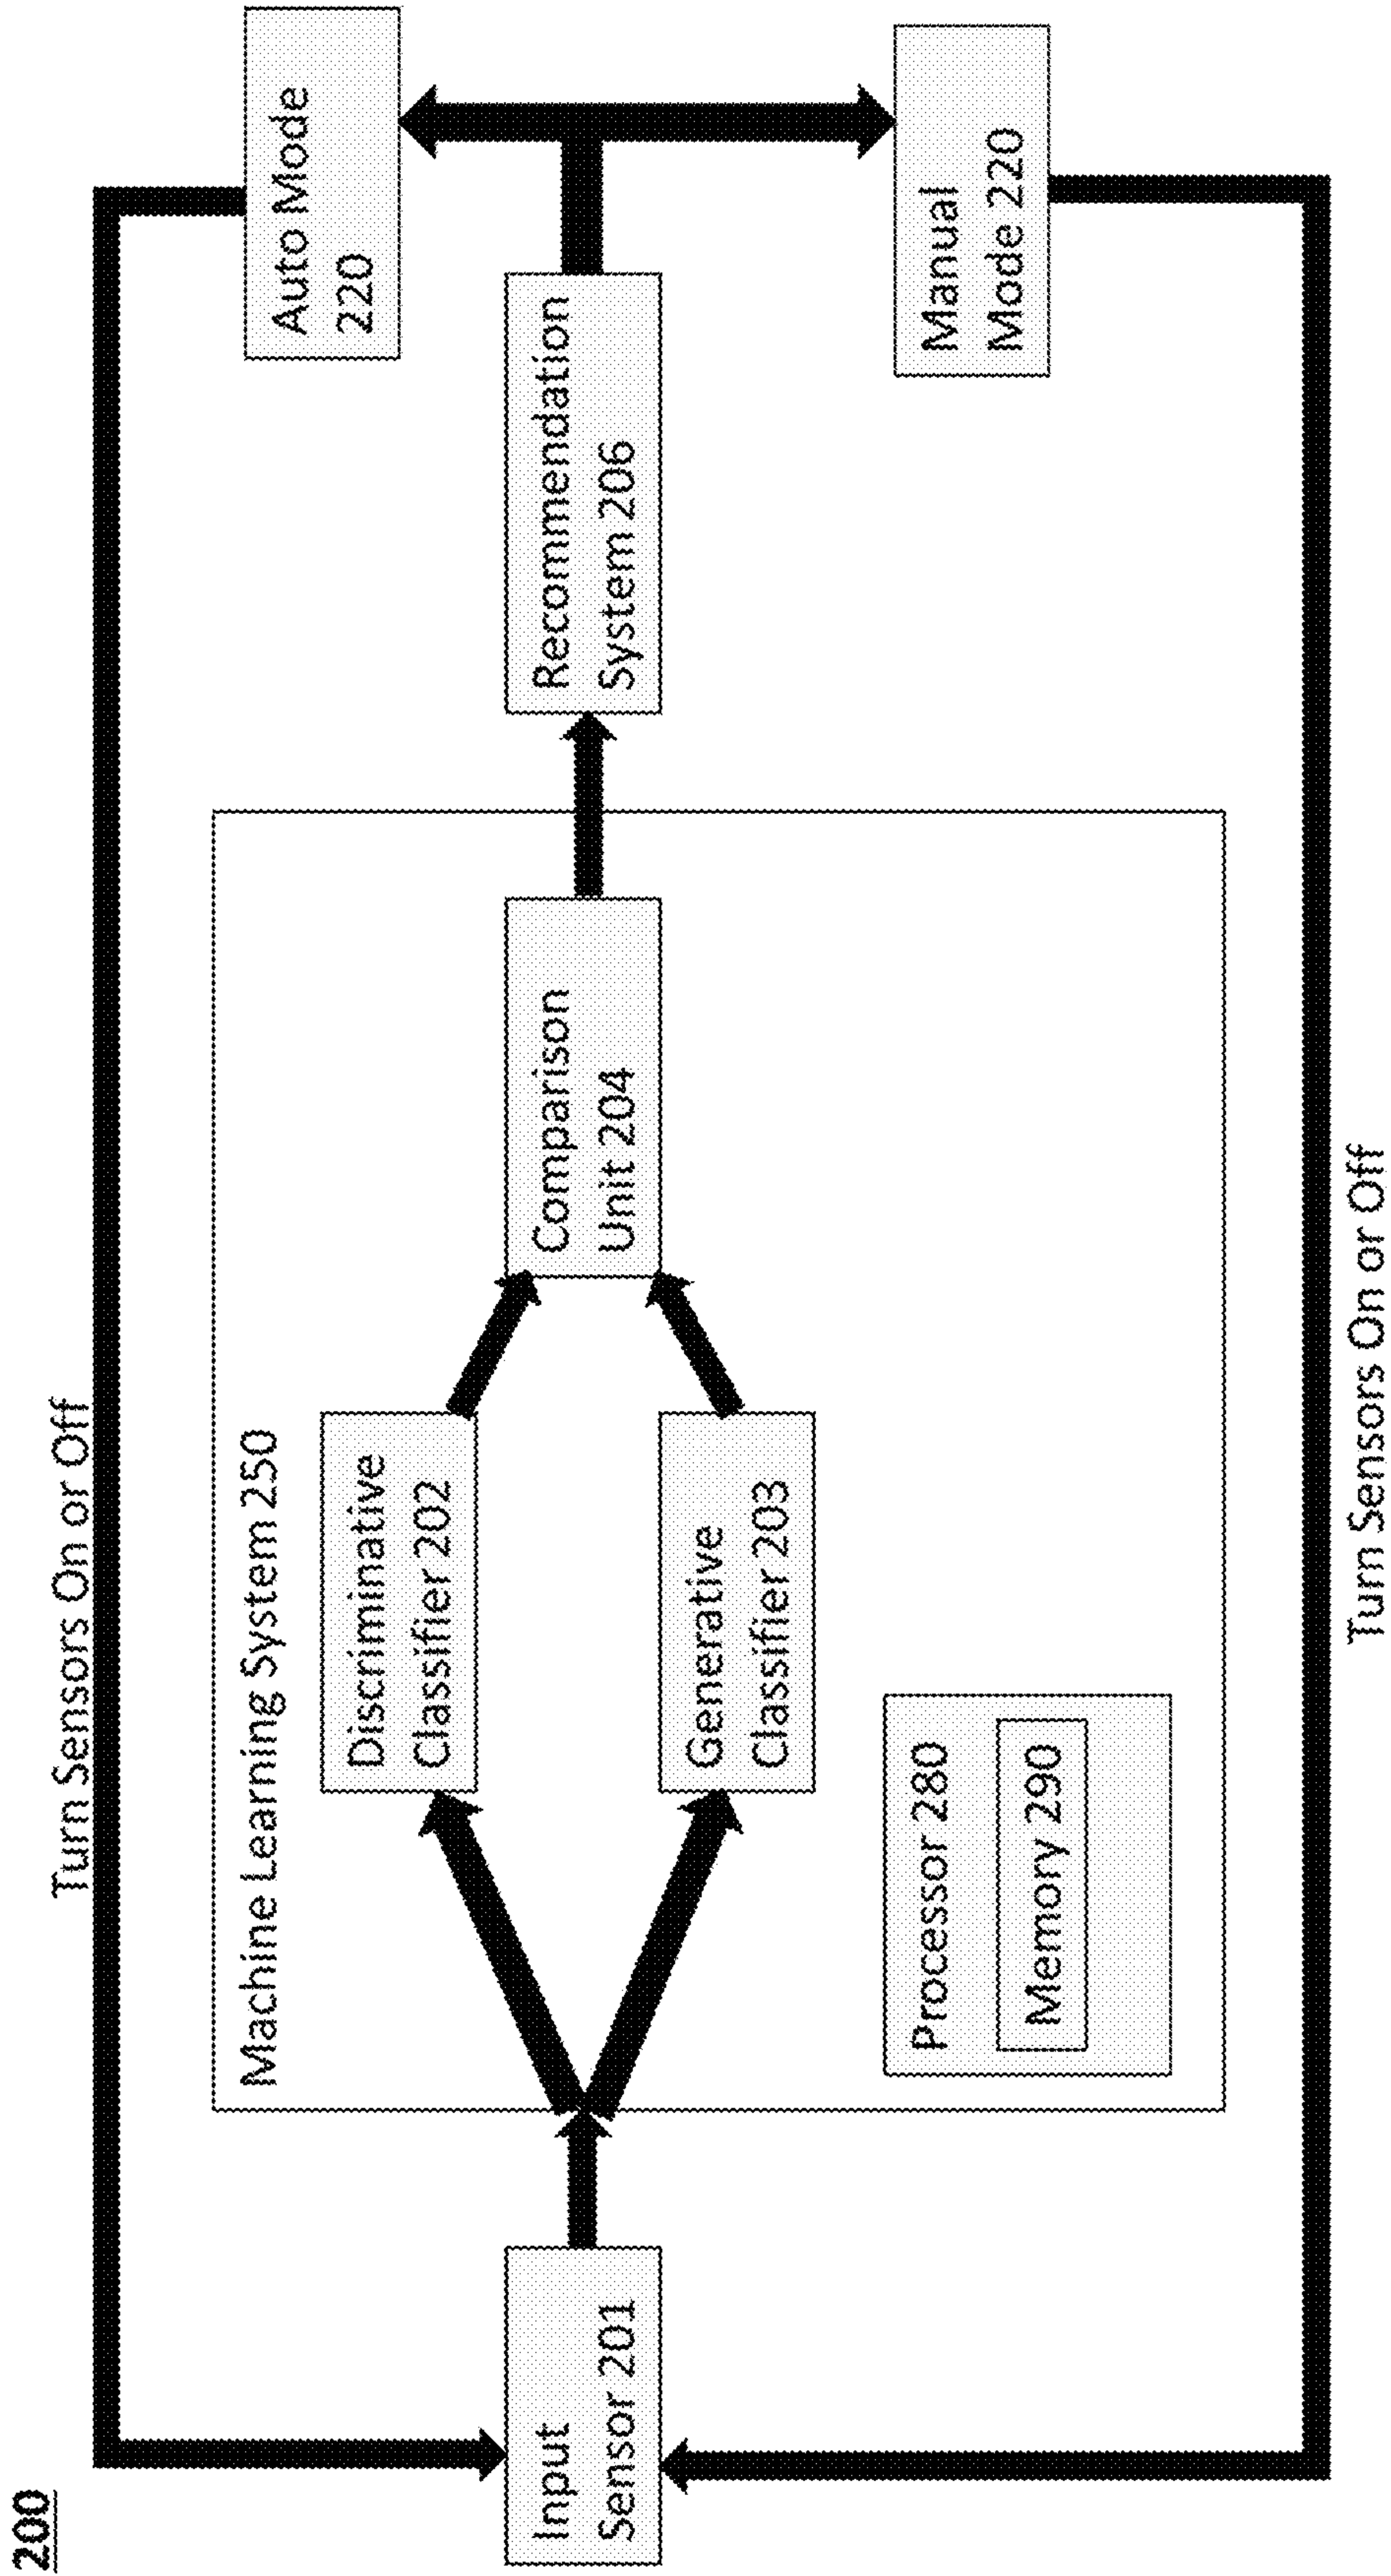 200
Turn Sensors On or Off
Machine Learning System 250
Input
Sensor 201
Discriminative
Classifier 202
Generative
Classifier 203
Processor 280
Memory 290
Comparison
Unit 204
Recommendation
System 206
Auto Mode
220
Manual
Mode 220
Turn Sensors On or Off